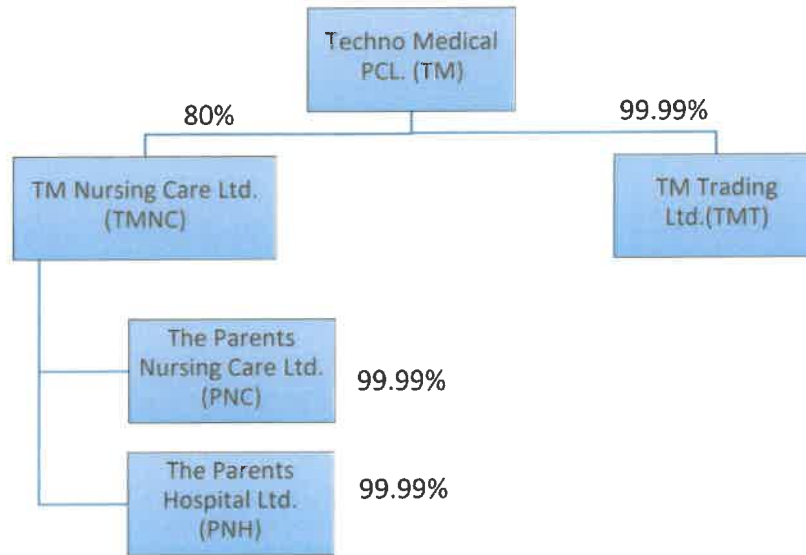 Techno Medical
PCL. (TM)
80%
99.99%
TM Nursing Care Ltd.
(TMNC)
TM Trading
Ltd.(TMT)
The Parents
Nursing Care Ltd.
(PNC)
99.99%
The Parents
Hospital Ltd.
(PNH)
99.99%